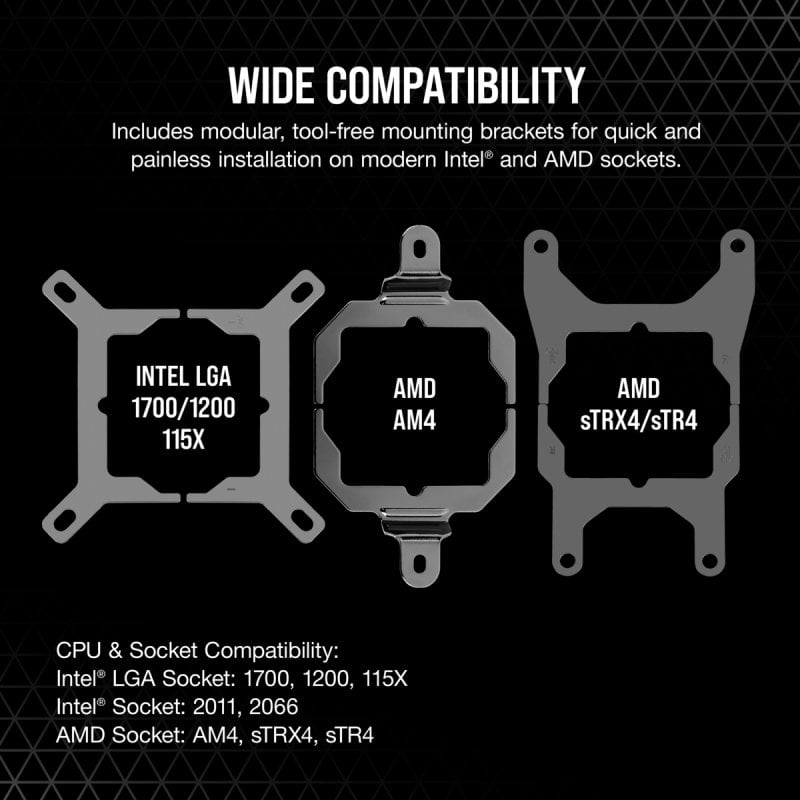 WIDE COMPATIBILITY
Includes modular, tool-free mounting brackets for quick and
painless installation on modern Intel® and AMD sockets.
INTEL LGA
1700/1200
115X
AMD
AM4
AMD
sTRX4/sTR4
CPU & Socket Compatibility:
Intel® LGA Socket: 1700, 1200, 115X
Intel® Socket: 2011, 2066
AMD Socket: AM4, sTRX4, sTR4